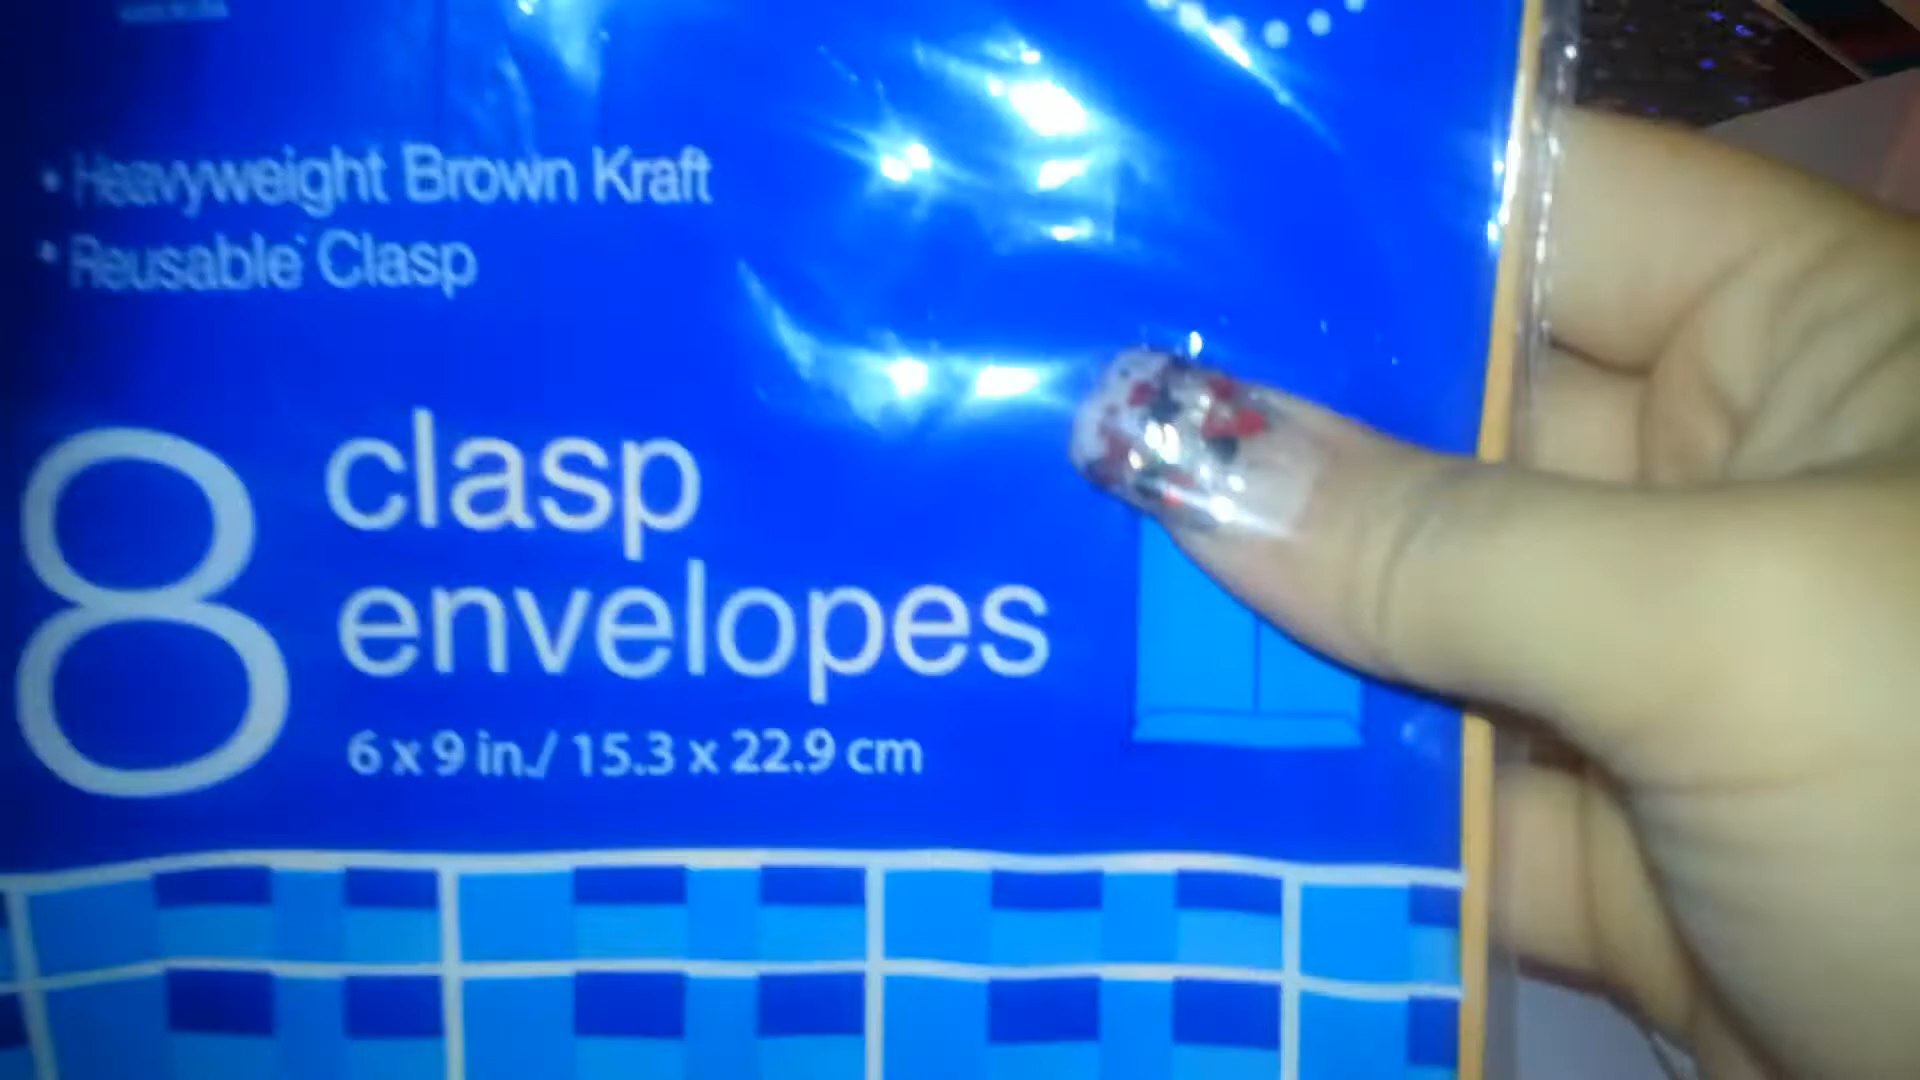 • Heavyweight Brown Kraft
• Reusable Clasp
8
clasp
envelopes
6 x 9 in./ 15.3 x 22.9 cm